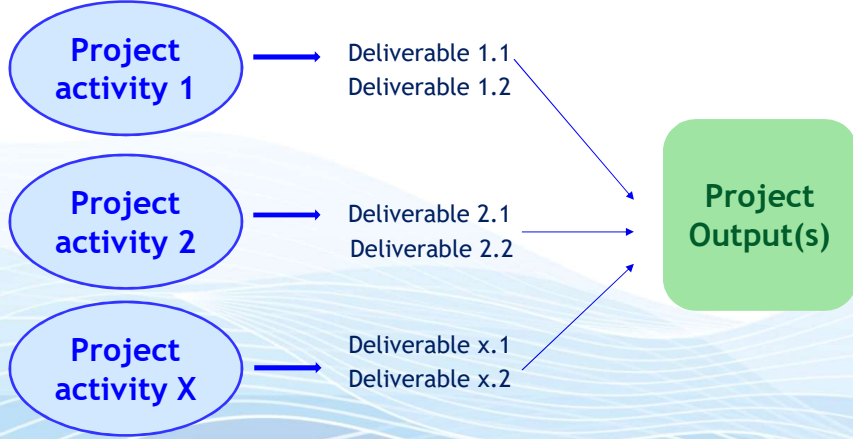 Project
activity 1
Deliverable 1.1
Deliverable 1.2
Project
activity 2
Deliverable 2.1
Deliverable 2.2
Project
activity X
Deliverable x.1
Deliverable x.2
Project
Output(s)